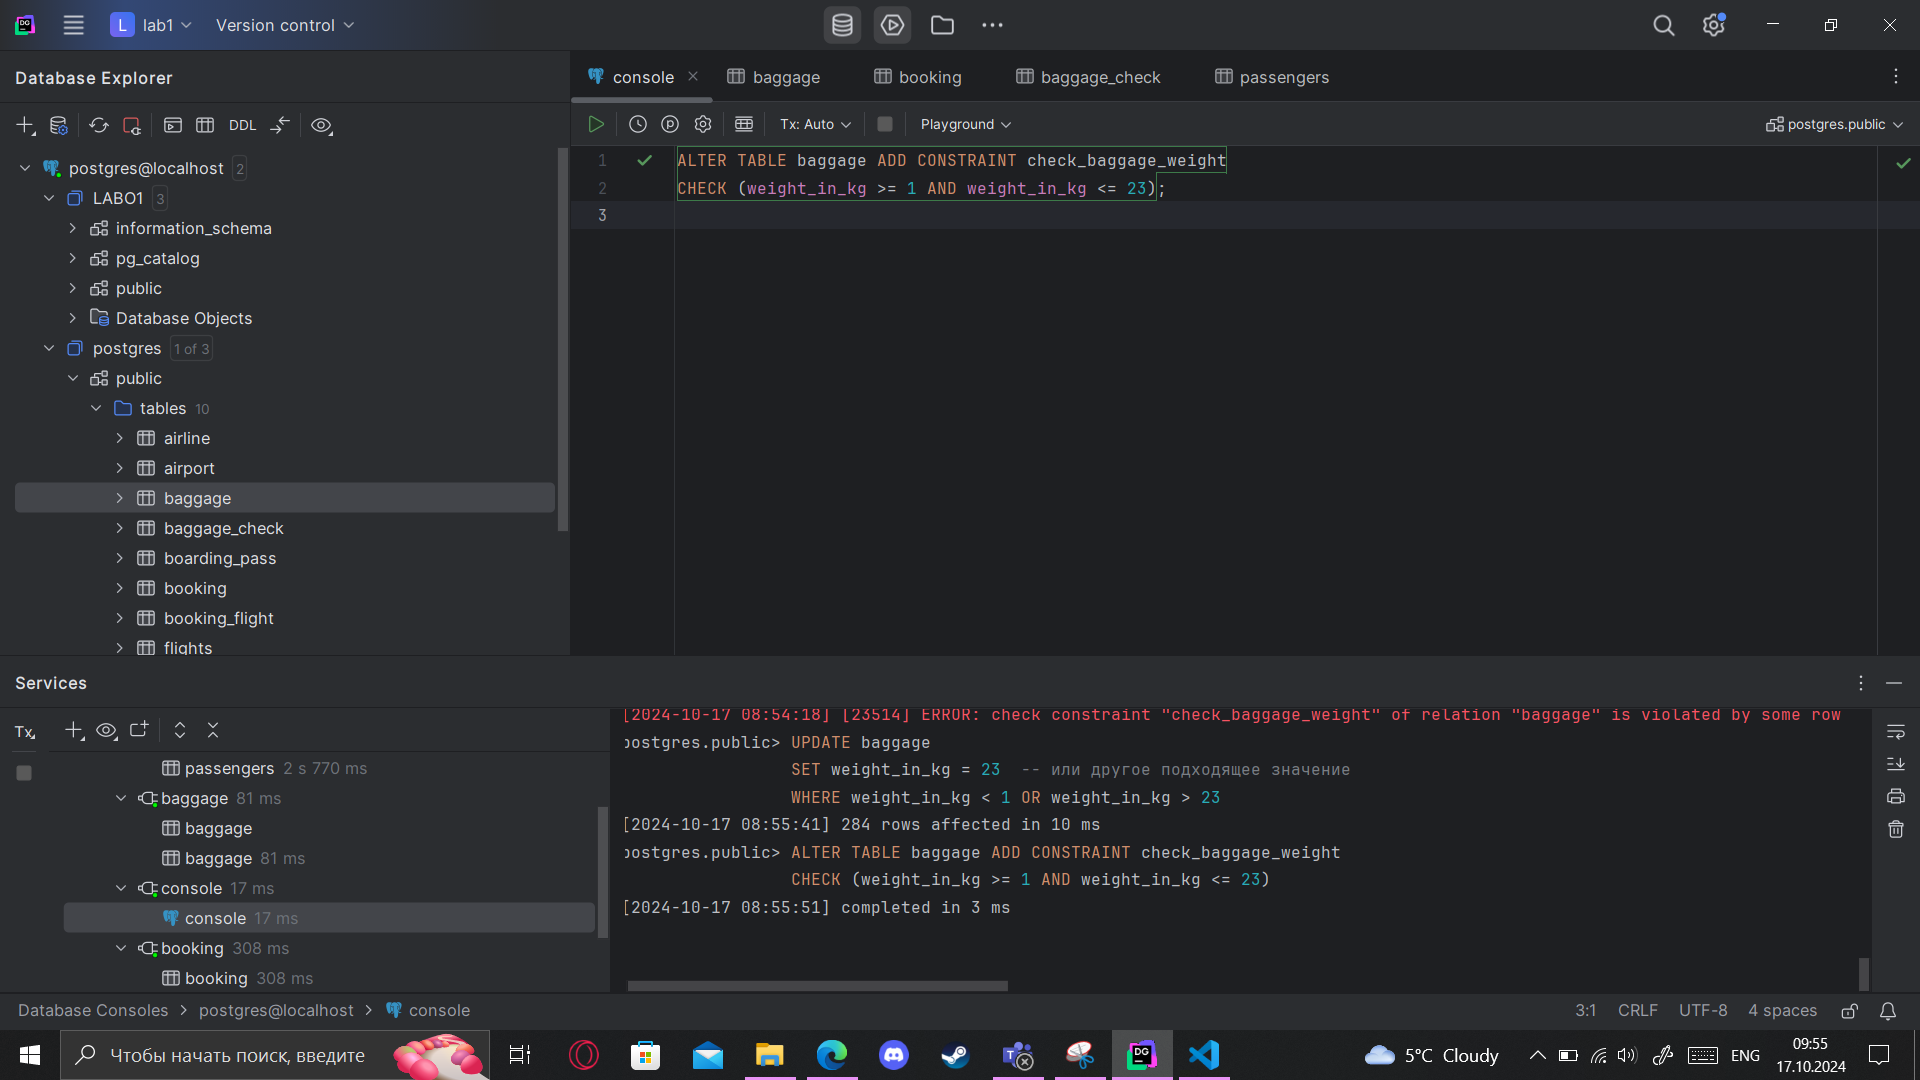 L lab1 Version control
Database Explorer
DDL
postgres@localhost 2
LABO1 3
information_schema
pg_catalog
public
Database Objects
postgres 1 of 3
public
tables 10
airline
airport
baggage
baggage_check
boarding_pass
booking
booking_flight
flights
console baggage booking baggage_check passengers
Tx: Auto Playground postgres.public
1 ALTER TABLE baggage ADD CONSTRAINT check_baggage_weight
2 CHECK (weight_in_kg >= 1 AND weight_in_kg <= 23);
3
Services
Tx
passengers 2 s 770 ms
baggage 81 ms
baggage
baggage 81 ms
console 17 ms
console 17 ms
booking 308 ms
booking 308 ms
[2024-10-17 08:54:18] [23514] ERROR: check constraint "check_baggage_weight" of relation "baggage" is violated by some row
postgres.public> UPDATE baggage
SET weight_in_kg = 23 -- или другое подходящее значение
WHERE weight_in_kg < 1 OR weight_in_kg > 23
[2024-10-17 08:55:41] 284 rows affected in 10 ms
postgres.public> ALTER TABLE baggage ADD CONSTRAINT check_baggage_weight
CHECK (weight_in_kg >= 1 AND weight_in_kg <= 23)
[2024-10-17 08:55:51] completed in 3 ms
Database Consoles > postgres@localhost > console
3:1 CRLF UTF-8 4 spaces
Чтобы начать поиск, введите
DG
5°C Cloudy
ENG
09:55
17.10.2024